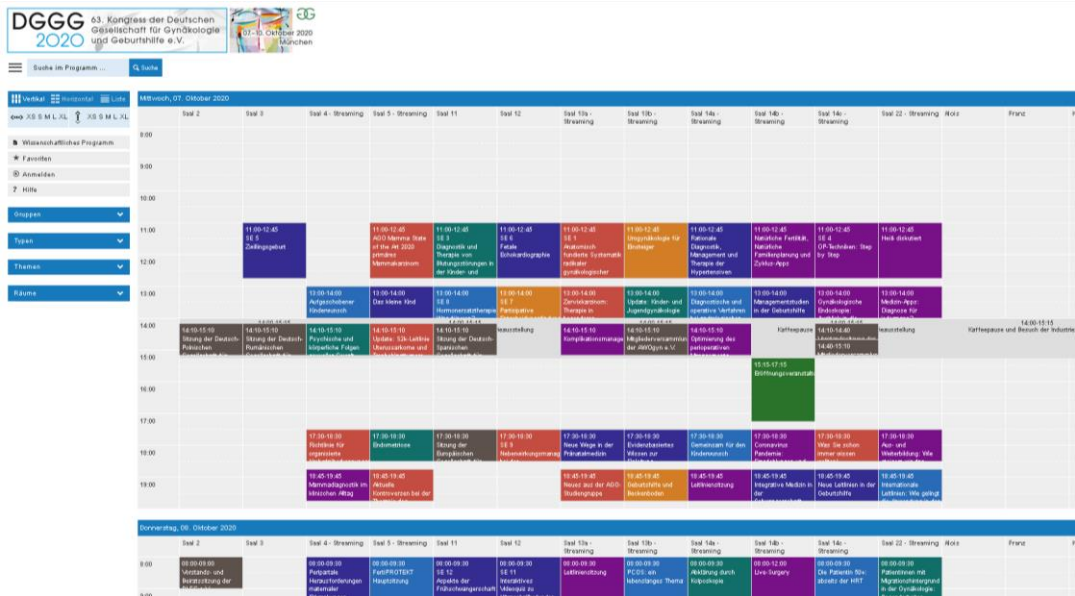 DGGG 2020
63. Kongress der Deutschen
Gesellschaft für Gynäkologie
und Geburtshilfe e.V.
07.-10. Oktober 2020
München
Suche im Programm ...
Suche
Vertikal Horizontal Liste
XS S M L XL XS S M L XL
Wissenschaftliches Programm
Favoriten
Anmelden
? Hilfe
Gruppen
Typen
Themen
Räume
Mittwoch, 07. Oktober 2020
Saal 2
Saal 3
Saal 4 - Streaming
Saal 5 - Streaming
Saal 11
Saal 12
Saal 13a -
Streaming
Saal 13b -
Streaming
Saal 14a -
Streaming
Saal 14b -
Streaming
Saal 14c -
Streaming
Saal 22 - Streaming
Alois
Franz
8:00
9:00
10:00
11:00
12:00
13:00
14:00
15:00
16:00
17:00
18:00
19:00
11:00-12:45
SE 5
Zwillingsgeburt
11:00-12:45
AGO Mamma State
of the Art 2020
primäres
Mammakarzinom
11:00-12:45
SE 3
Diagnostik und
Therapie von
Blutungsstörungen in
der Kinder- und
11:00-12:45
SE 6
Fetale
Echokardiographie
11:00-12:45
SE 1
Anatomisch
fundierte Systematik
radikaler
gynäkologischer
11:00-12:45
Urogynäkologie für
Einsteiger
11:00-12:45
Rationale
Diagnostik,
Management und
Therapie der
Hypertensiven
11:00-12:45
Natürliche Fertilität,
Natürliche
Familienplanung und
Zyklus-Apps
11:00-12:45
SE 4
OP-Techniken: Step
by Step
11:00-12:45
Heiß diskutiert
13:00-14:00
Aufgeschobener
Kinderwunsch
13:00-14:00
Das kleine Kind
13:00-14:00
SE 8
Hormonersatztherapie
13:00-14:00
SE 7
Partizipative
13:00-14:00
Zervixkarzinom:
Therapie in
13:00-14:00
Update: Kinder- und
Jugendgynäkologie
13:00-14:00
Diagnostische und
operative Verfahren
13:00-14:00
Managementstudien
in der Geburtshilfe
13:00-14:00
Gynäkologische
Endoskopie:
13:00-14:00
Medizin-Apps:
Diagnose für
14:10-15:10
Sitzung der Deutsch-
Polnischen
14:10-15:10
Sitzung der Deutsch-
Rumänischen
14:10-15:10
Psychische und
körperliche Folgen
14:10-15:10
Update: S2k-Leitlinie
Uterussarkome und
14:10-15:10
Sitzung der Deutsch-
Spanischen
14:10-15:10
Komplikationsmanage
14:10-15:10
Mitgliederversammlun
der AWOgyn e.V.
14:10-15:10
Optimierung des
perioperativen
Kaffeepause
14:10-14:40
14:40-15:10
14:00-15:15
Kaffeepause und Besuch der Industrie
15:15-17:15
Eröffnungsveranstalt
17:30-18:30
Richtlinie für
organisierte
17:30-18:30
Endometriose
17:30-18:30
Sitzung der
Europäischen
17:30-18:30
SE 9
Nebenwirkungsmanag
17:30-18:30
Neue Wege in der
Pränatalmedizin
17:30-18:30
Evidenzbasiertes
Wissen zur
17:30-18:30
Gemeinsam für den
Kinderwunsch
17:30-18:30
Coronavirus
Pandemie
17:30-18:30
Was Sie schon
immer wissen
17:30-18:30
Aus- und
Weiterbildung: Wie
18:45-19:45
Mammadiagnostik im
klinischen Alltag
18:45-19:45
Aktuelle
Kontroversen bei der
18:45-19:45
Neues aus der AGO:
Studiengruppe
18:45-19:45
Geburtshilfe und
Beckenboden
18:45-19:45
Leitliniensitzung
18:45-19:45
Integrative Medizin in
der
18:45-19:45
Neue Leitlinien in der
Geburtshilfe
18:45-19:45
Internationale
Leitlinien: Wie gelingt
Donnerstag, 08. Oktober 2020
Saal 2
Saal 3
Saal 4 - Streaming
Saal 5 - Streaming
Saal 11
Saal 12
Saal 13a -
Streaming
Saal 13b -
Streaming
Saal 14a -
Streaming
Saal 14b -
Streaming
Saal 14c -
Streaming
Saal 22 - Streaming
Alois
Franz
8:00
08:00-09:30
Vorstands- und
Beiratssitzung der
08:00-09:30
Peripartale
Herausforderungen
maternaler
08:00-09:30
FertiPROTEKT
Hauptsitzung
08:00-09:30
SE 12
Aspekte der
Frühschwangerschaft
08:00-09:30
SE 11
Interaktives
Videoquiz zu
08:00-09:30
Leitliniensitzung
08:00-09:30
PCOS: ein
lebenslanges Thema
08:00-09:30
Abklärung durch
Kolposkopie
08:00-12:00
Live-Surgery
08:00-09:30
Die Patientin 50+:
abseits der HRT
08:00-09:30
Patientinnen mit
Migrationshintergrund
in der Gynäkologie:
9:00